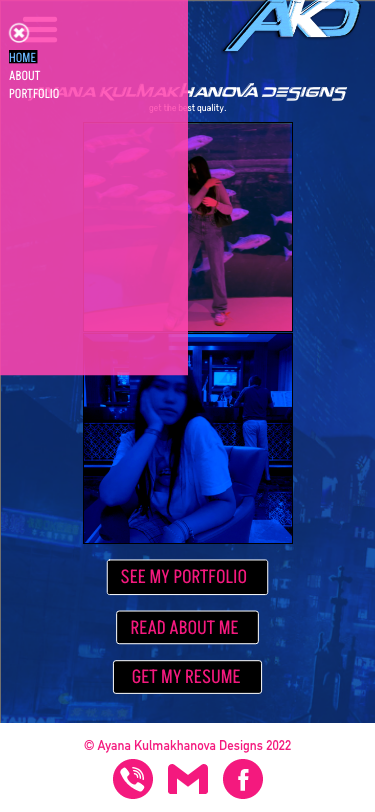 AKD
HOME
ABOUT
PORTFOLIO
AYANA KULMAKHANOVA DESIGNS
get the best quality.
SEE MY PORTFOLIO
READ ABOUT ME
GET MY RESUME
© Ayana Kulmakhanova Designs 2022